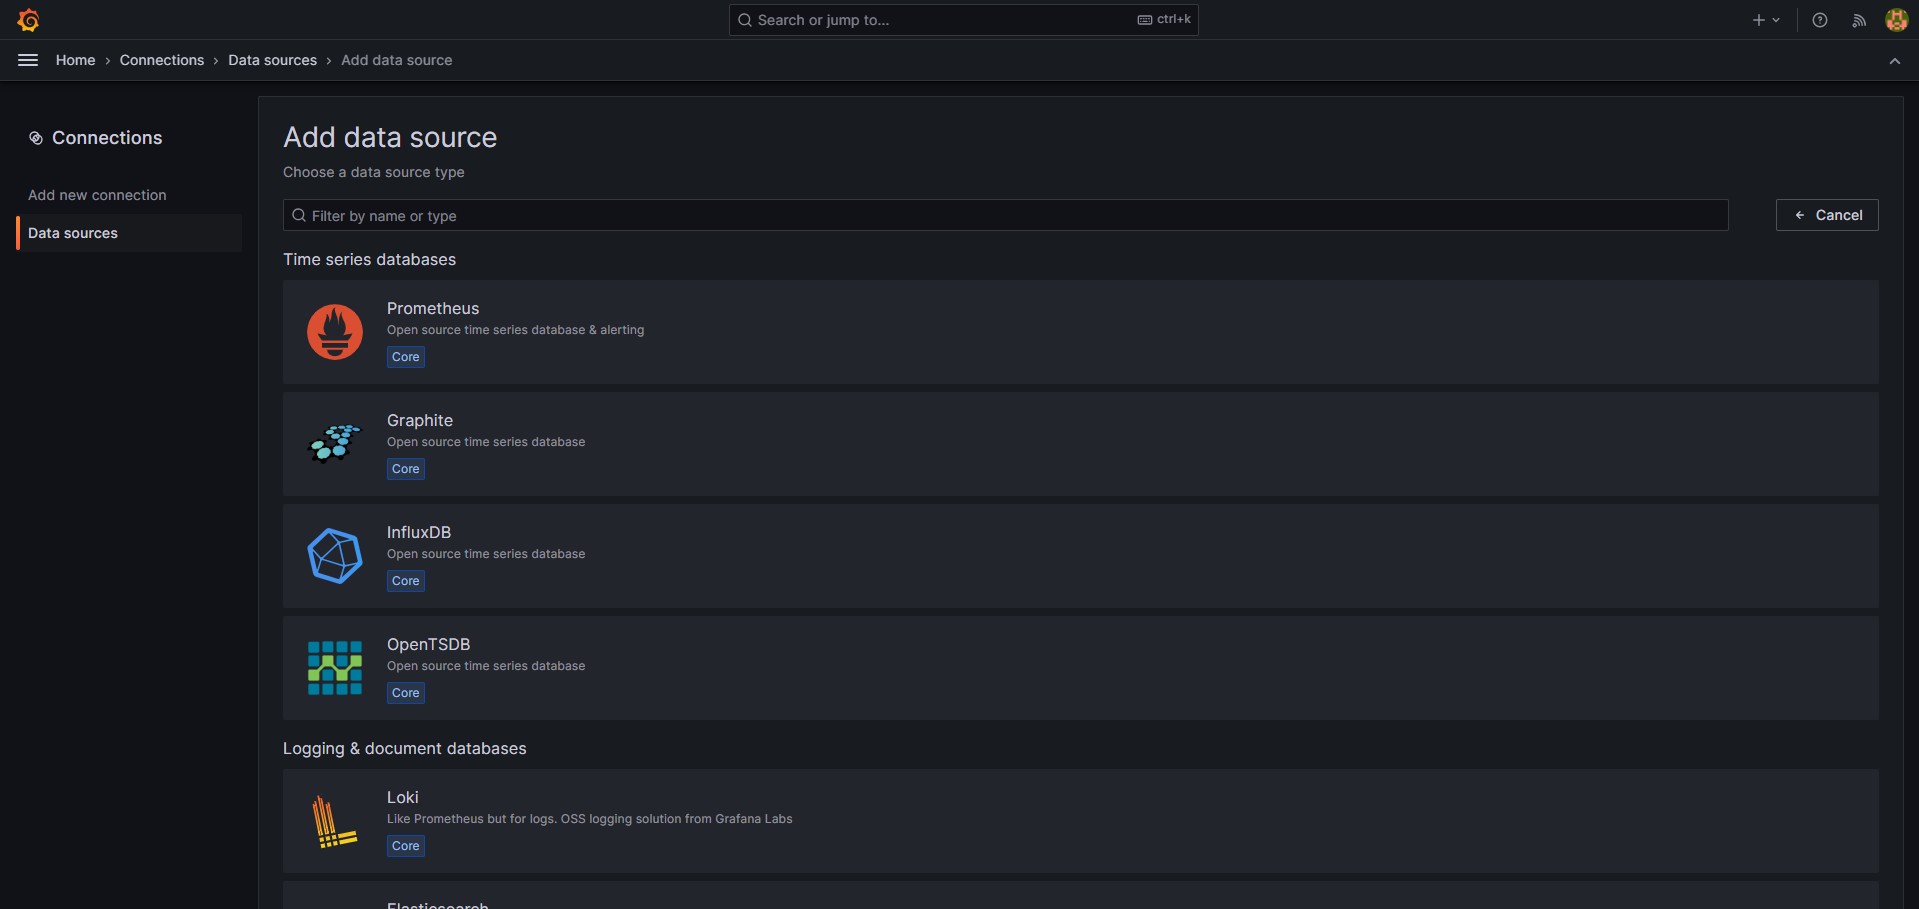 Search or jump to...
ctrl+k
Home › Connections › Data sources › Add data source
Connections
Add new connection
Data sources
Add data source
Choose a data source type
Filter by name or type
Cancel
Time series databases
Prometheus
Open source time series database & alerting
Core
Graphite
Open source time series database
Core
InfluxDB
Open source time series database
Core
OpenTSDB
Open source time series database
Core
Logging & document databases
Loki
Like Prometheus but for logs. OSS logging solution from Grafana Labs
Core
Elasticsearch